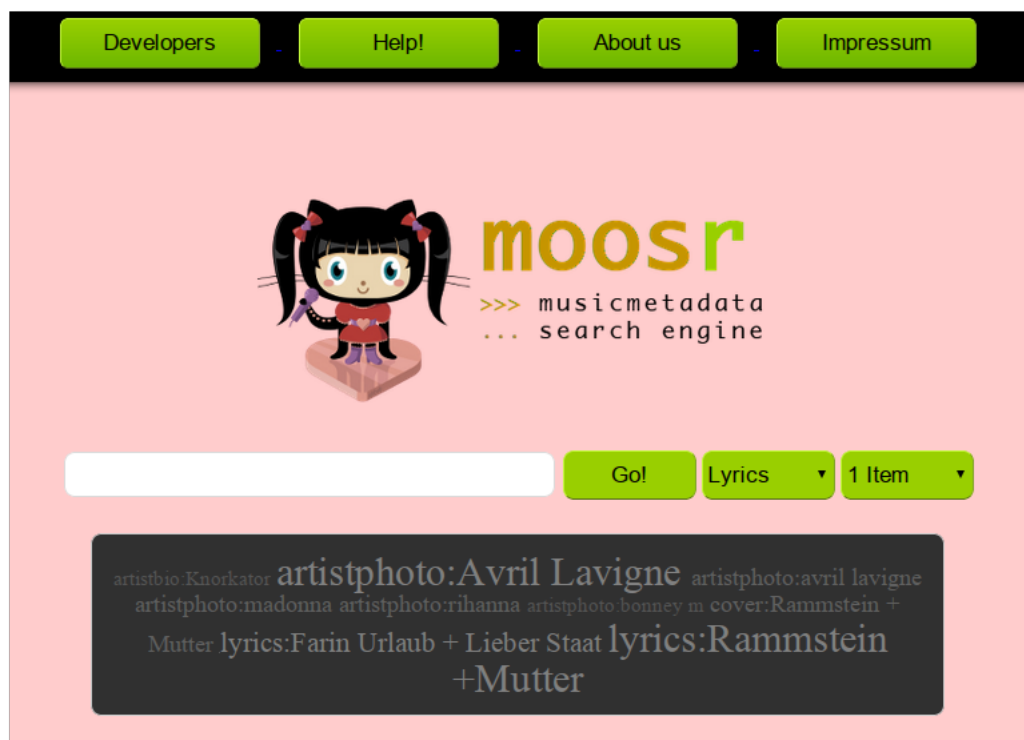 Developers - Help! - About us - Impressum
moosr
>>> musicmetadata
... search engine
Go! Lyrics 1 Item
artistbio:Knorkator artistphoto:Avril Lavigne artistphoto:avril lavigne
artistphoto:madonna artistphoto:rihanna artistphoto:bonney m cover:Rammstein +
Mutter lyrics:Farin Urlaub + Lieber Staat lyrics:Rammstein
+Mutter